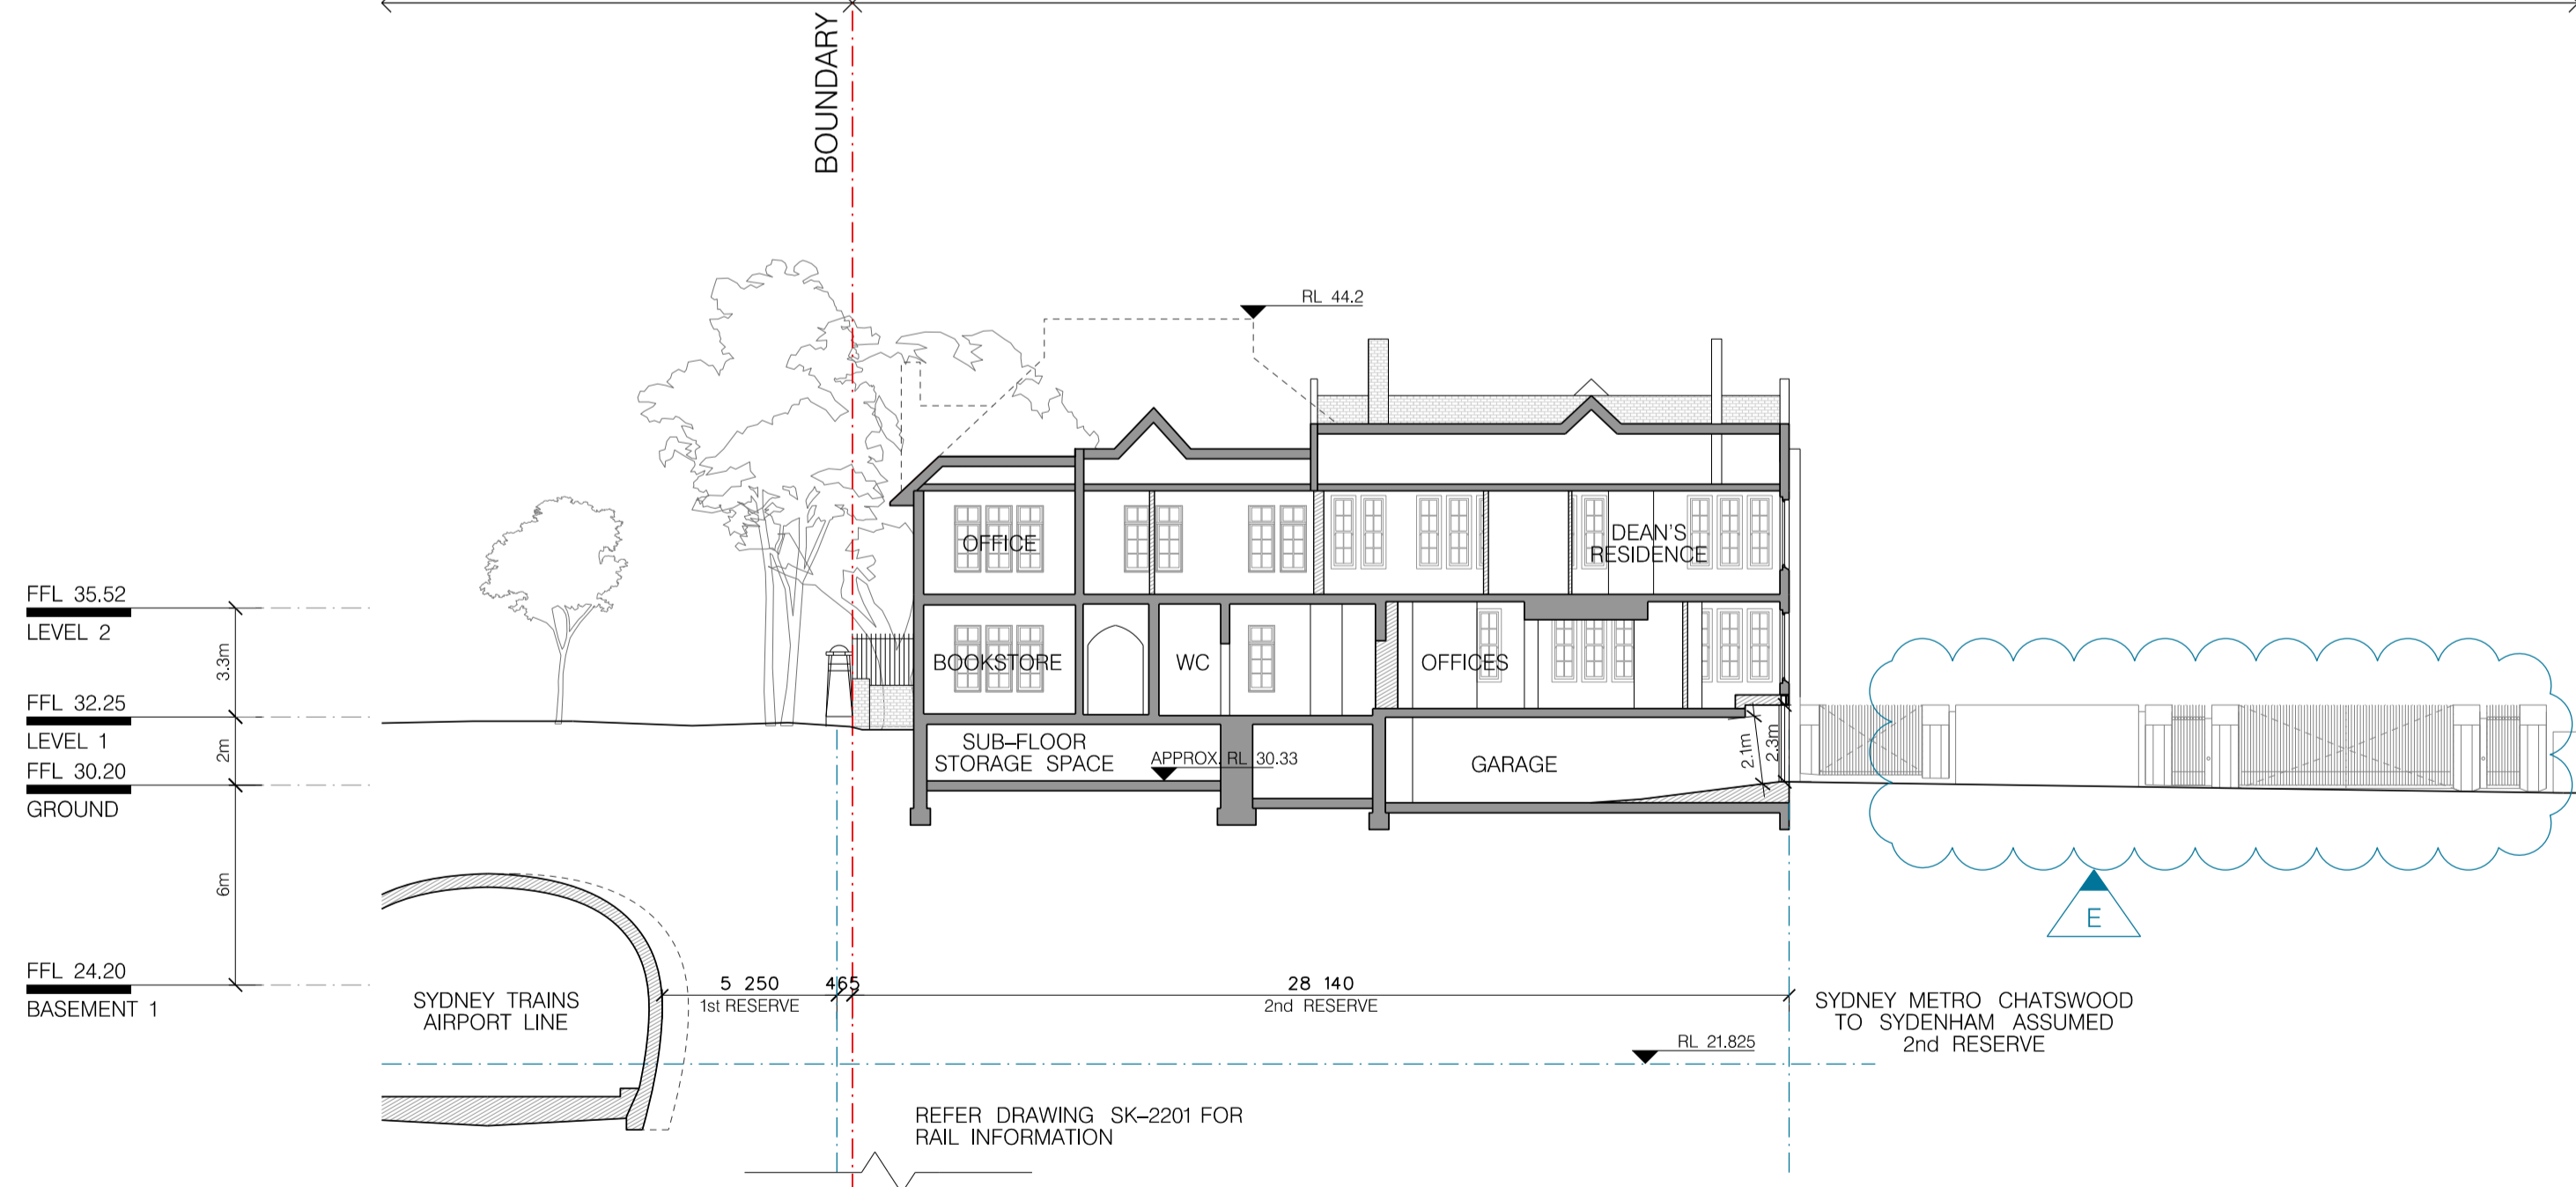 BOUNDARY
RL 44.2
OFFICE
DEAN'S
RESIDENCE
FFL 35.52
LEVEL 2
3.3m
BOOKSTORE
WC
OFFICES
FFL 32.25
LEVEL 1
2m
SUB-FLOOR
STORAGE SPACE
APPROX. RL 30.33
GARAGE
2.1m
2.3m
FFL 30.20
GROUND
6m
E
FFL 24.20
BASEMENT 1
SYDNEY TRAINS
AIRPORT LINE
5 250
1st RESERVE
465
28 140
2nd RESERVE
SYDNEY METRO CHATSWOOD
TO SYDENHAM ASSUMED
2nd RESERVE
RL 21.825
REFER DRAWING SK-2201 FOR
RAIL INFORMATION